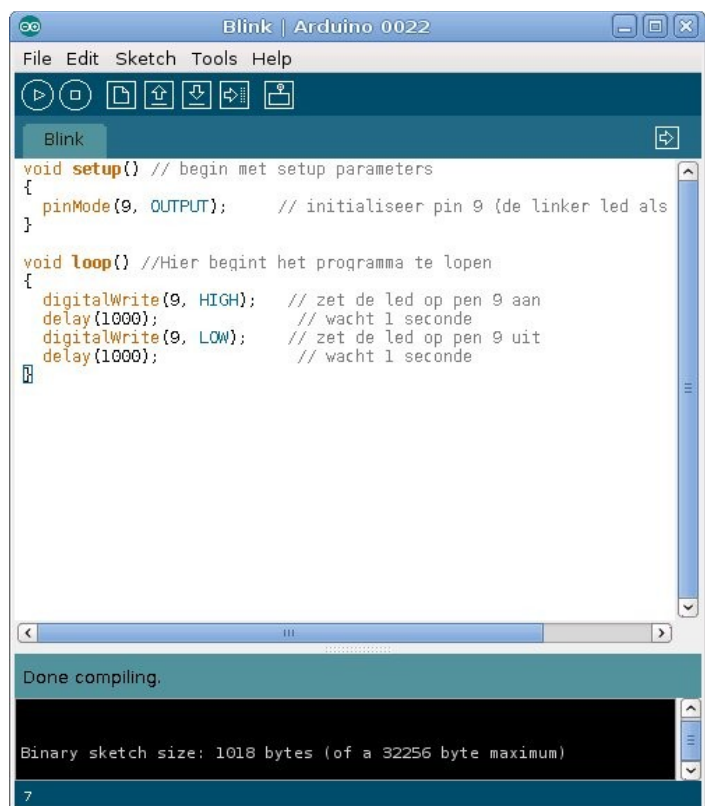 Blink | Arduino 0022
File Edit Sketch Tools Help
Blink
void setup() // begin met setup parameters
{
  pinMode(9, OUTPUT);     // initialiseer pin 9 (de linker led als
}
void loop() //Hier begint het programma te lopen
{
  digitalWrite(9, HIGH);   // zet de led op pen 9 aan
  delay(1000);              // wacht 1 seconde
  digitalWrite(9, LOW);    // zet de led op pen 9 uit
  delay(1000);              // wacht 1 seconde
}
Done compiling.
Binary sketch size: 1018 bytes (of a 32256 byte maximum)
7